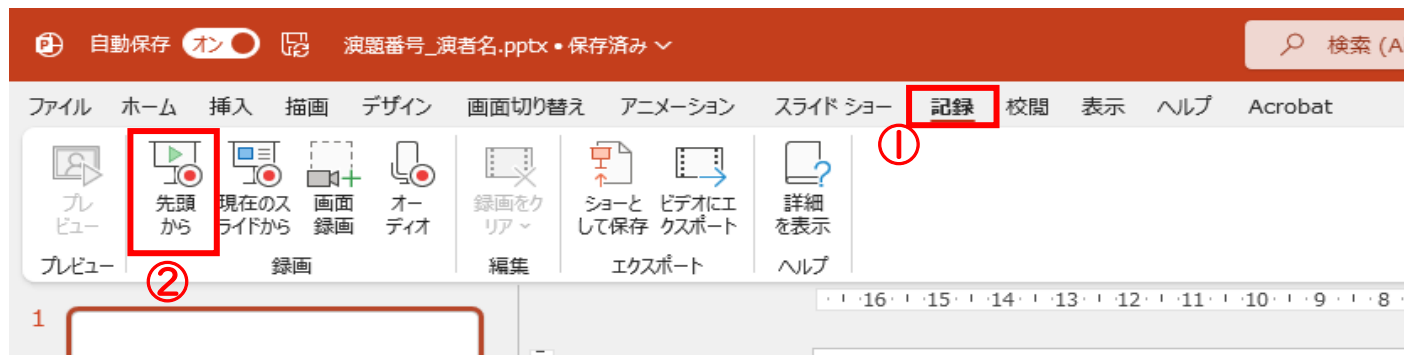 自動保存 オン 演題番号_演者名.pptx • 保存済み
検索 (A
ファイル ホーム 挿入 描画 デザイン 画面切り替え アニメーション スライド ショー 記録 校閲 表示 ヘルプ Acrobat
①
プレ
ビュー
先頭
から
現在のス
ライドから
画面
録画
オー
ディオ
録画をク
リア
ショーと
して保存
ビデオにエ
クスポート
詳細
を表示
プレビュー 録画 編集 エクスポート ヘルプ
②
16 15 14 13 12 11 10 9 8
1